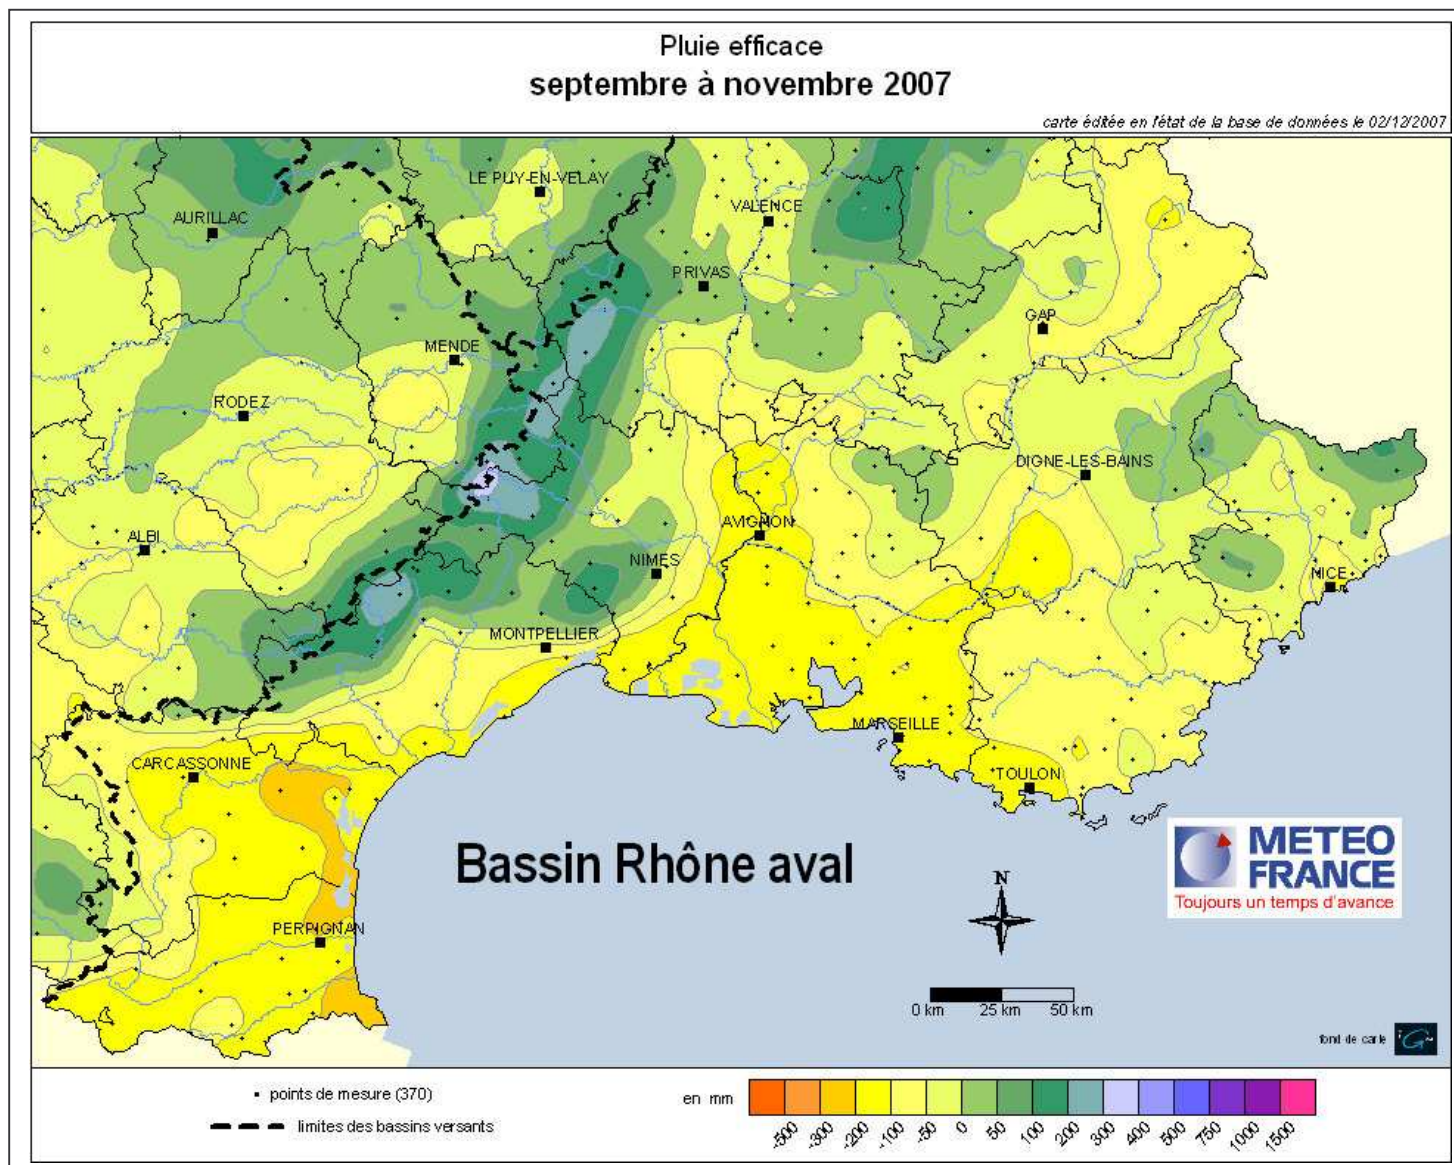 Pluie efficace
septembre à novembre 2007
carte éditée en l'état de la base de données le 02/12/2007
LE PUY-EN-VELAY
AURILLAC
VALENCE
PRIVAS
GAP
MENDE
RODEZ
DIGNE-LES-BAINS
AVIGNON
ALBI
NIMES
NICE
MONTPELLIER
MARSEILLE
CARCASSONNE
TOULON
METEO
FRANCE
Toujours un temps d'avance
Bassin Rhône aval
N
PERPIGNAN
0 km 25 km 50 km
fond de carte
points de mesure (370)
en mm
limites des bassins versants
-500 -300 -200 -100 -50 0 50 100 200 300 400 500 750 1000 1500